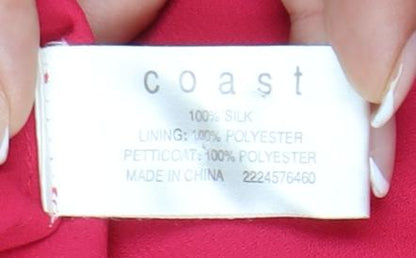 coast
100% SILK
LINING: 100% POLYESTER
PETTICOAT: 100% POLYESTER
MADE IN CHINA 2224576460